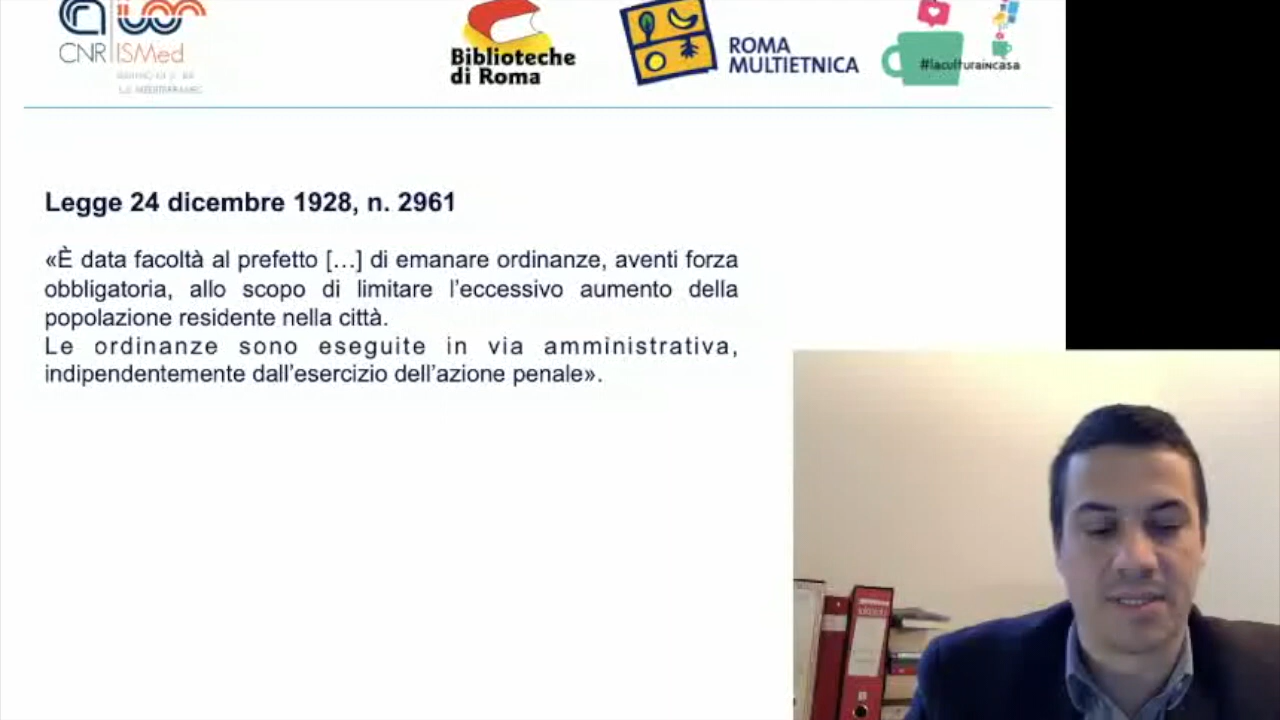 CNR ISMed
Biblioteche
di Roma
ROMA
MULTIETNICA
#laculturaincasa
Legge 24 dicembre 1928, n. 2961
«È data facoltà al prefetto […] di emanare ordinanze, aventi forza
obbligatoria, allo scopo di limitare l’eccessivo aumento della
popolazione residente nella città.
Le ordinanze sono eseguite in via amministrativa,
indipendentemente dall’esercizio dell’azione penale».